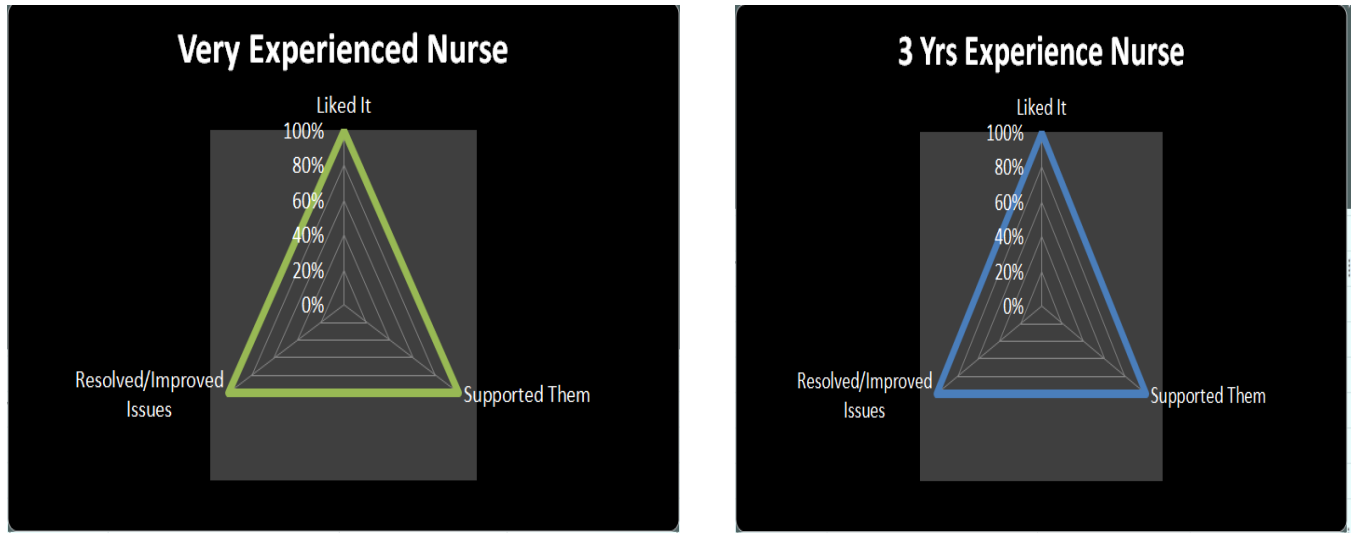 Very Experienced Nurse
Liked It
100%
80%
60%
40%
20%
0%
Resolved/Improved
Issues
Supported Them
3 Yrs Experience Nurse
Liked It
100%
80%
60%
40%
20%
0%
Resolved/Improved
Issues
Supported Them